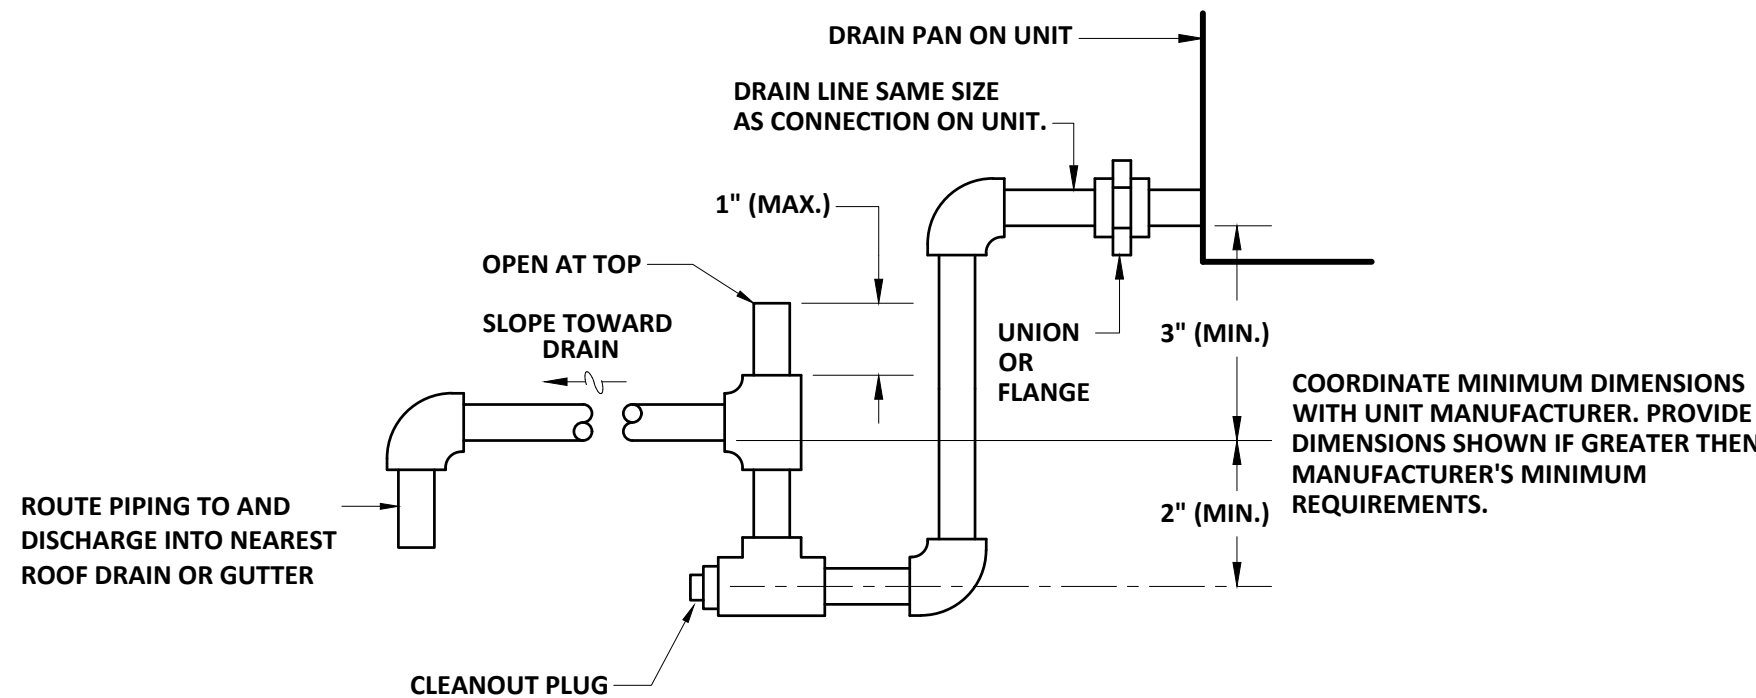 DRAIN PAN ON UNIT
DRAIN LINE SAME SIZE
AS CONNECTION ON UNIT.
1" (MAX.)
OPEN AT TOP
SLOPE TOWARD
DRAIN
UNION
OR
FLANGE
3" (MIN.)
COORDINATE MINIMUM DIMENSIONS
WITH UNIT MANUFACTURER. PROVIDE
DIMENSIONS SHOWN IF GREATER THEN
MANUFACTURER'S MINIMUM
REQUIREMENTS.
2" (MIN.)
ROUTE PIPING TO AND
DISCHARGE INTO NEAREST
ROOF DRAIN OR GUTTER
CLEANOUT PLUG